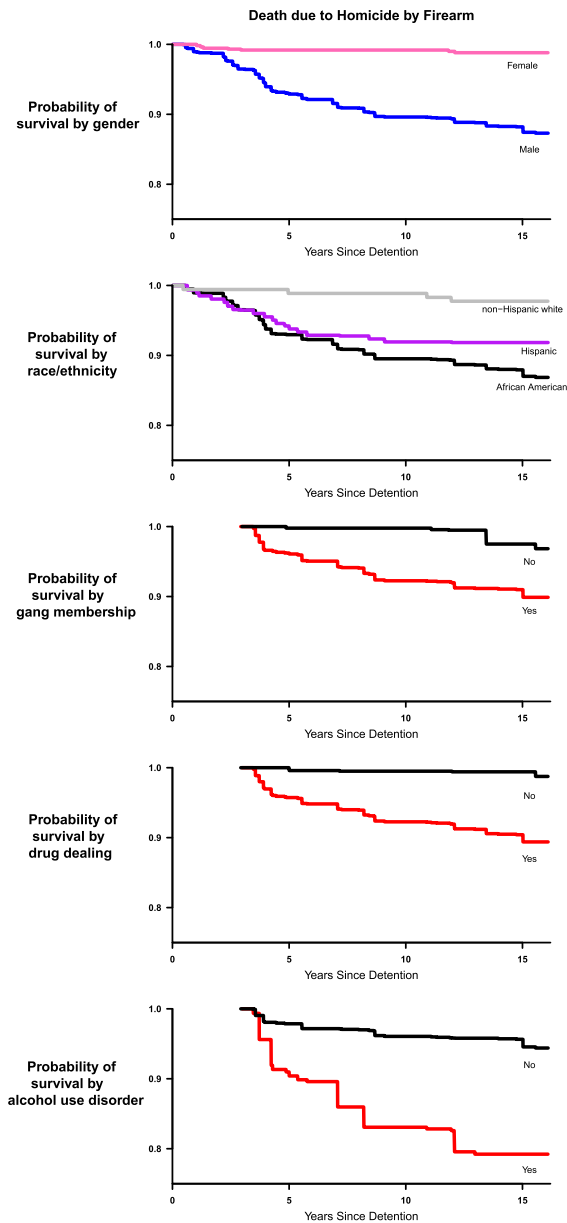 Death due to Homicide by Firearm
1.0
0.9
0.8
Probability of
survival by gender
Female
Male
0 5 10 15
Years Since Detention
1.0
0.9
0.8
Probability of
survival by
race/ethnicity
non−Hispanic white
Hispanic
African American
0 5 10 15
Years Since Detention
1.0
0.9
0.8
Probability of
survival by
gang membership
No
Yes
0 5 10 15
Years Since Detention
1.0
0.9
0.8
Probability of
survival by
drug dealing
No
Yes
0 5 10 15
Years Since Detention
1.0
0.9
0.8
Probability of
survival by
alcohol use disorder
No
Yes
0 5 10 15
Years Since Detention